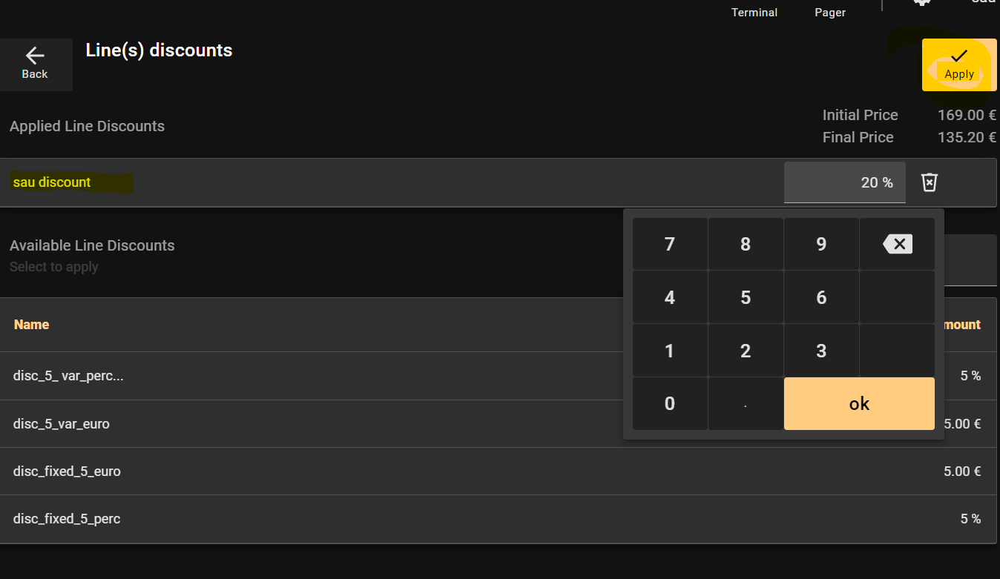 Terminal Pager
Line(s) discounts
Back
Apply
Applied Line Discounts
Initial Price 169.00 €
Final Price 135.20 €
sau discount 20 %
Available Line Discounts
Select to apply
7 8 9
4 5 6
1 2 3
0 . ok
Name mount
disc_5_ var_perc... 5 %
disc_5_var_euro 5.00 €
disc_fixed_5_euro 5.00 €
disc_fixed_5_perc 5 %